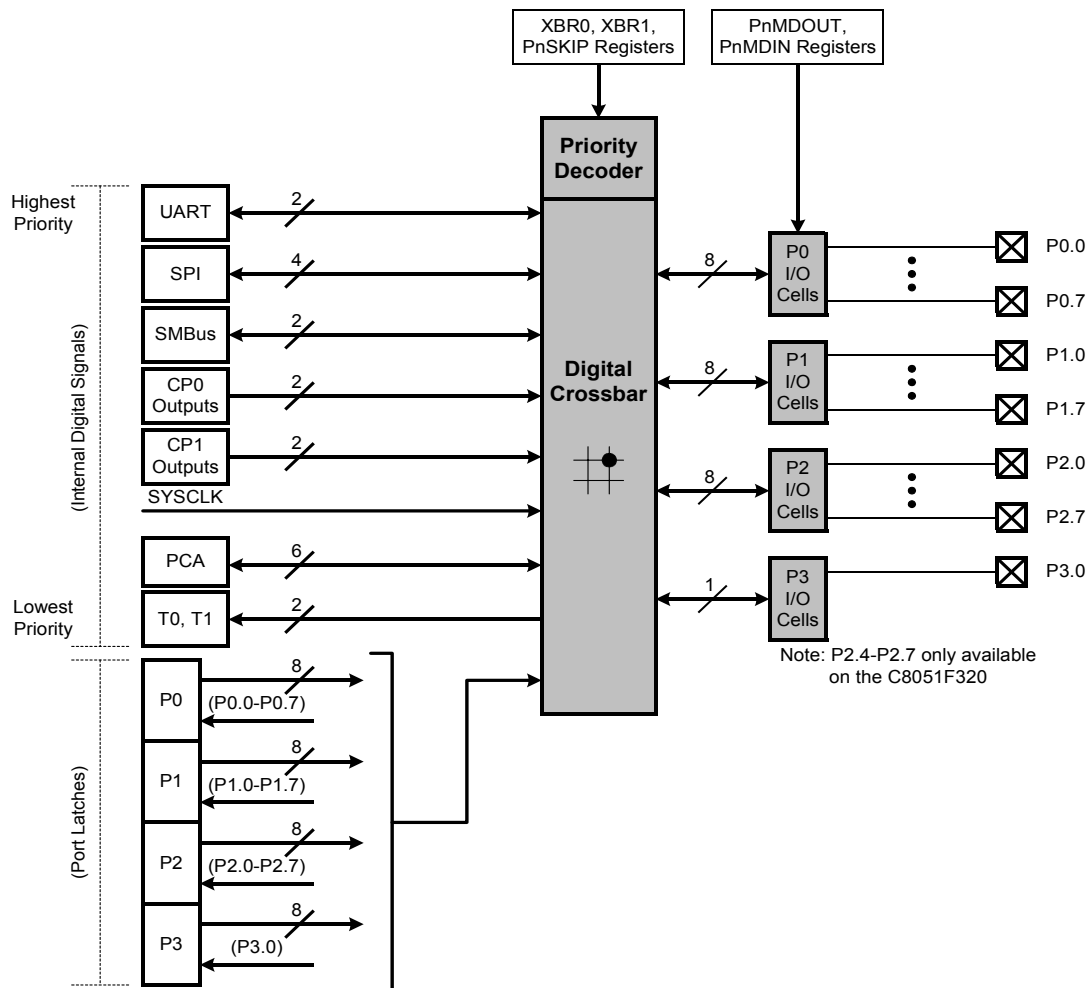 XBR0, XBR1,
PnSKIP Registers
PnMDOUT,
PnMDIN Registers
Priority
Decoder
Highest
Priority
UART
2
SPI
4
SMBus
2
CP0
Outputs
2
CP1
Outputs
2
SYSCLK
PCA
6
T0, T1
2
Lowest
Priority
(Internal Digital Signals)
Digital
Crossbar
8
P0
I/O
Cells
P0.0
P0.7
8
P1
I/O
Cells
P1.0
P1.7
8
P2
I/O
Cells
P2.0
P2.7
1
P3
I/O
Cells
P3.0
Note: P2.4-P2.7 only available
on the C8051F320
(Port Latches)
P0
8
(P0.0-P0.7)
P1
8
(P1.0-P1.7)
P2
8
(P2.0-P2.7)
P3
8
(P3.0)